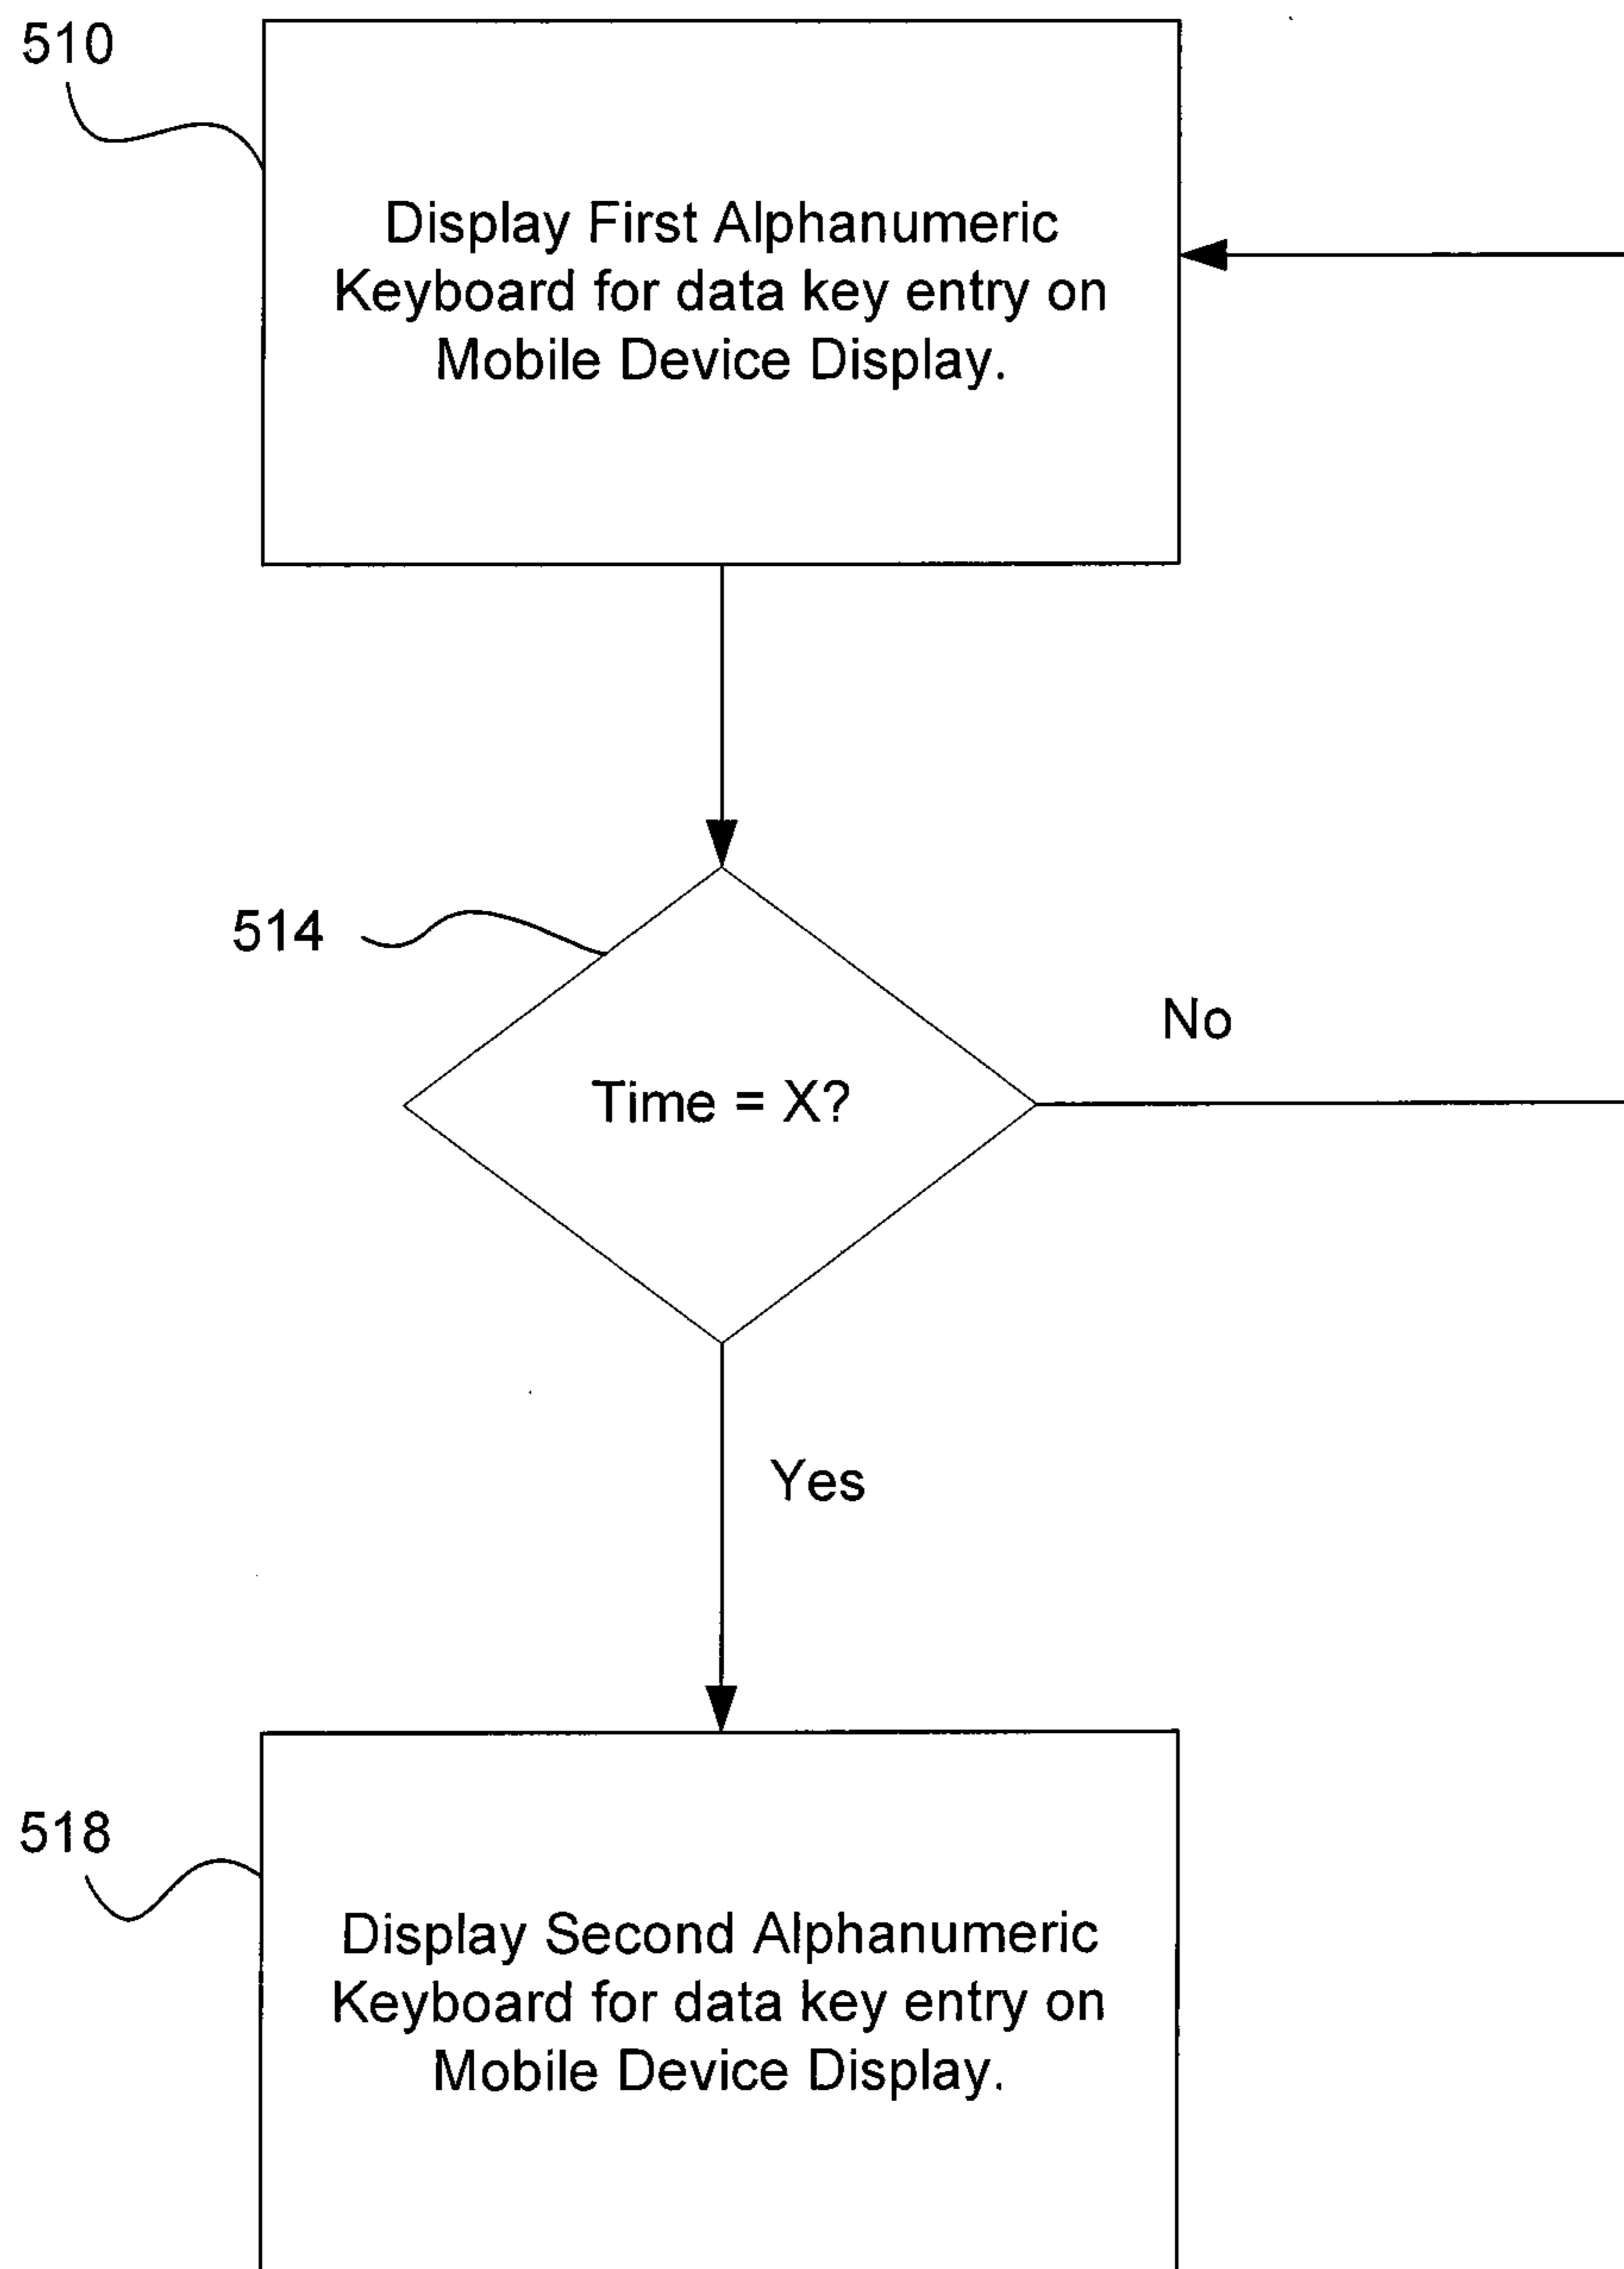 510
Display First Alphanumeric
Keyboard for data key entry on
Mobile Device Display.
514
Time = X?
No
Yes
518
Display Second Alphanumeric
Keyboard for data key entry on
Mobile Device Display.